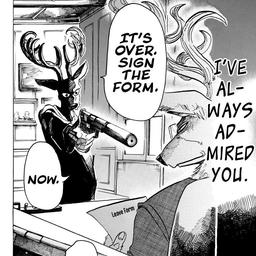 IT'S
OVER.
SIGN
THE
FORM.
I'VE
AL-
WAYS
AD-
MIRED
YOU.
NOW.
Leave Form